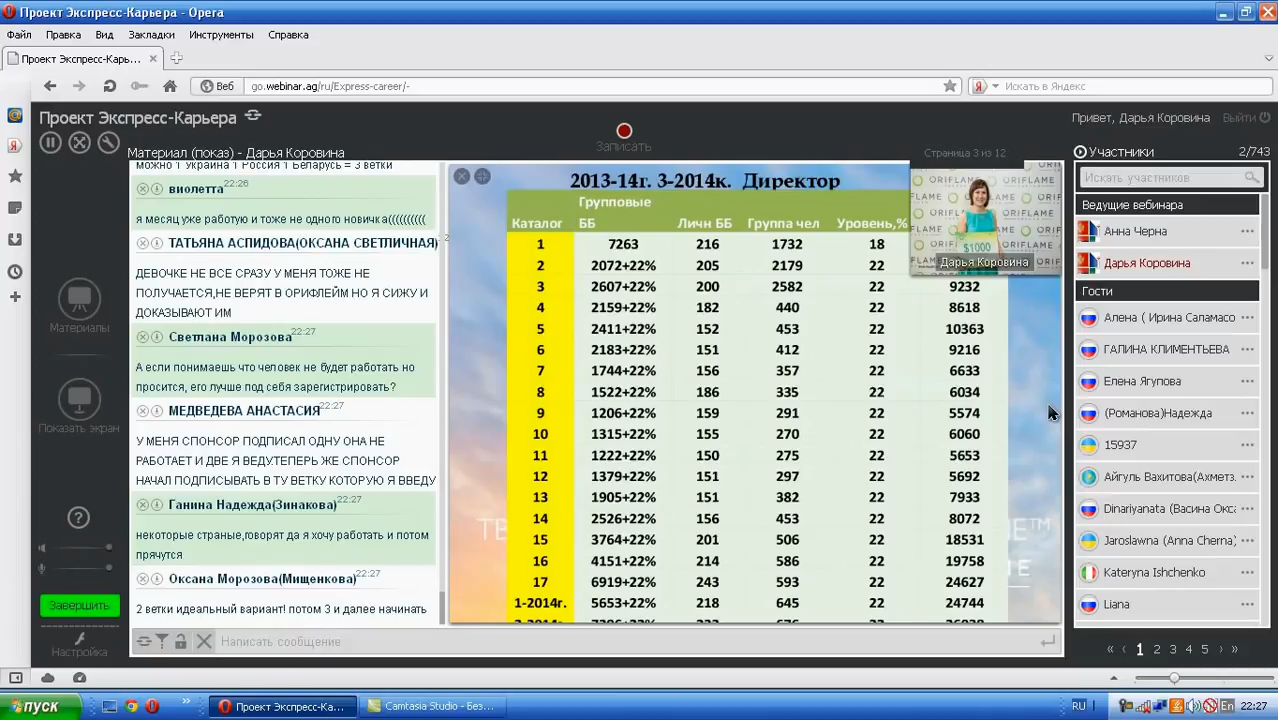 Проект Экспресс-Карьера - Opera
Файл Правка Вид Закладки Инструменты Справка
Проект Экспресс-Карь...
Веб go.webinar.ag/ru/Express-career/- Искать в Яндекс
Проект Экспресс-Карьера
Записать
Привет, Дарья Коровина Выйти
Материал (показ) - Дарья Коровина
Страница 3 из 12
Участники 2/743
Материалы
Показать экран
Завершить
Настройка
можно 1 Украина 1 Россия 1 Беларусь = 3 ветки
виолетта 22:26
я месяц уже работую и тоже не одного новичка((((((((((
ТАТЬЯНА АСПИДОВА(ОКСАНА СВЕТЛИЧНАЯ)
ДЕВОЧКЕ НЕ ВСЕ СРАЗУ.У МЕНЯ ТОЖЕ НЕ
ПОЛУЧАЕТСЯ,НЕ ВЕРЯТ В ОРИФЛЕЙМ НО Я СИЖУ И
ДОКАЗЫВАЮТ ИМ
Светлана Морозова 22:27
А если понимаешь что человек не будет работать но
просится, его лучше под себя зарегистрировать?
МЕДВЕДЕВА АНАСТАСИЯ 22:27
У МЕНЯ СПОНСОР ПОДПИСАЛ ОДНУ ОНА НЕ
РАБОТАЕТ И ДВЕ Я ВЕДУТЕПЕРЬ ЖЕ СПОНСОР
НАЧАЛ ПОДПИСЫВАТЬ В ТУ ВЕТКУ КОТОРУЮ Я ВЕДУ
Ганина Надежда(Зинакова) 22:27
некоторые страные,говорят да я хочу работать и потом
прячутся
Оксана Морозова(Мищенкова) 22:27
2 ветки идеальный вариант! потом 3 и далее начинать
Написать сообщение
2013-14г. 3-2014к. Директор
Каталог Групповые ББ Личн ББ Группа чел Уровень,%
1 7263 216 1732 18
2 2072+22% 205 2179 22
3 2607+22% 200 2582 22 9232
4 2159+22% 182 440 22 8618
5 2411+22% 152 453 22 10363
6 2183+22% 151 412 22 9216
7 1744+22% 156 357 22 6633
8 1522+22% 186 335 22 6034
9 1206+22% 159 291 22 5574
10 1315+22% 155 270 22 6060
11 1222+22% 150 275 22 5653
12 1379+22% 151 297 22 5692
13 1905+22% 151 382 22 7933
14 2526+22% 156 453 22 8072
15 3764+22% 201 506 22 18531
16 4151+22% 214 586 22 19758
17 6919+22% 243 593 22 24627
1-2014г. 5653+22% 218 645 22 24744
ORIFLAME
$1000
Дарья Коровина
Искать участников
Ведущие вебинара
Анна Черна
Дарья Коровина
Гости
Алена ( Ирина Саламасо
ГАЛИНА КЛИМЕНТЬЕВА
Елена Ягупова
(Романова)Надежда
15937
Айгуль Вахитова(Ахметз.
Dinariyanata (Васина Окса
Jaroslawna (Anna Cherna)
Kateryna Ishchenko
Liana
« ‹ 1 2 3 4 5 › »
пуск
Проект Экспресс-Ка...
Camtasia Studio - Без...
RU
En
22:27